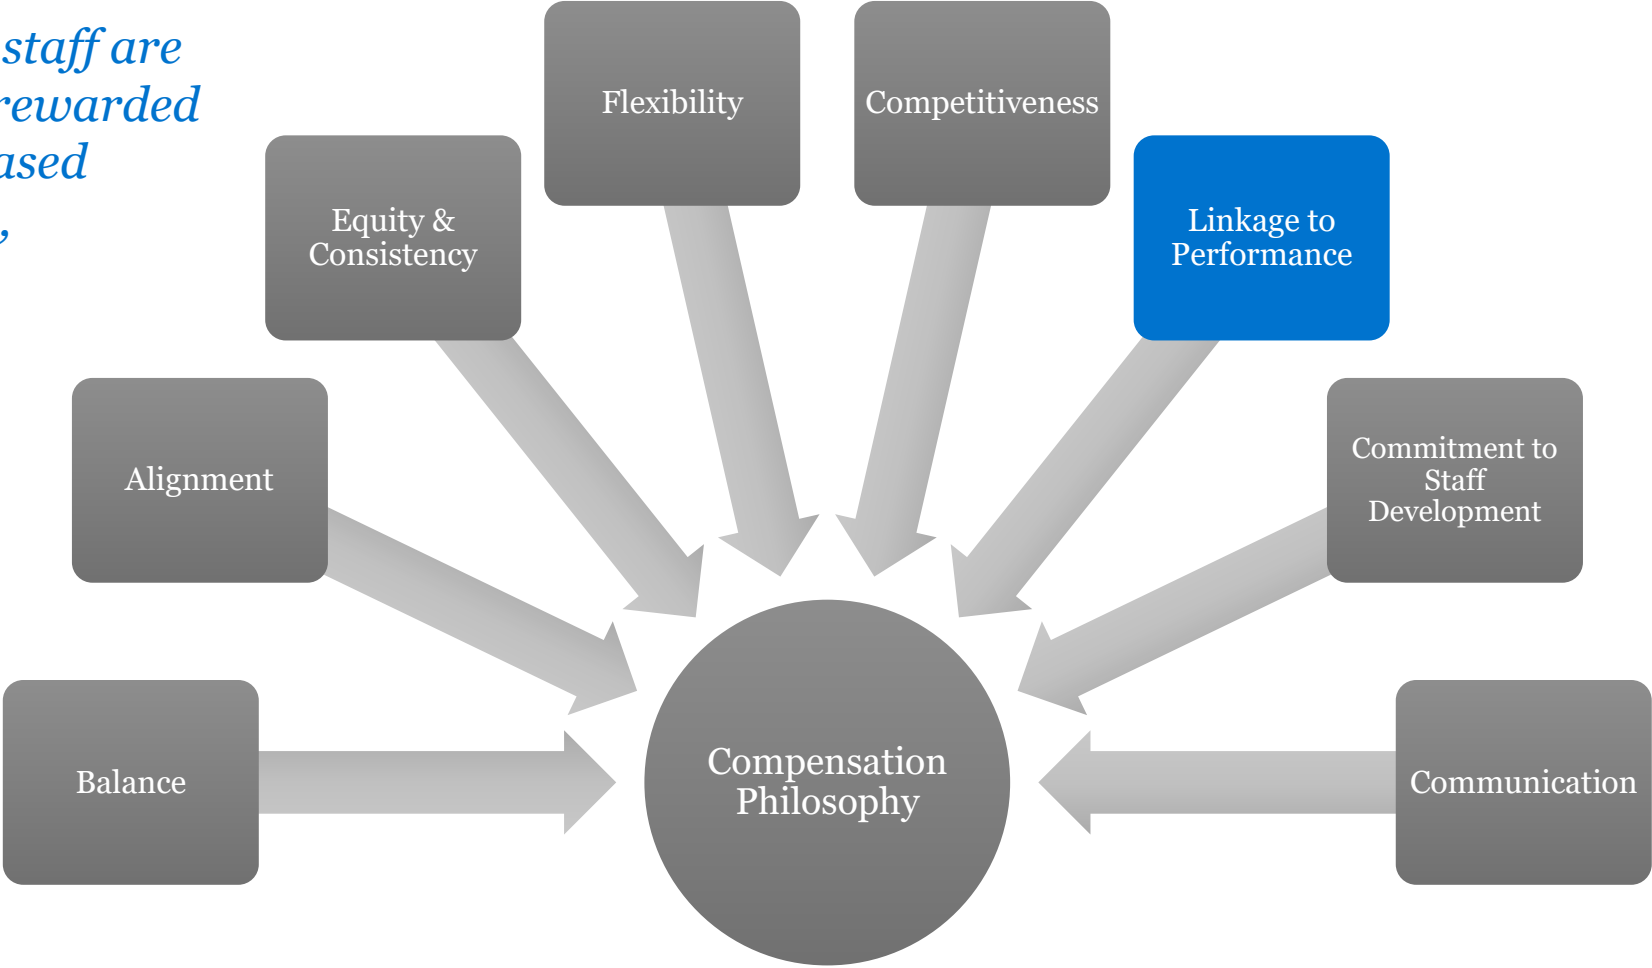 staff are
rewarded
Flexibility
Competitiveness
Equity &
Consistency
Linkage to
Performance
Alignment
Commitment to
Staff
Development
Balance
Compensation
Philosophy
Communication